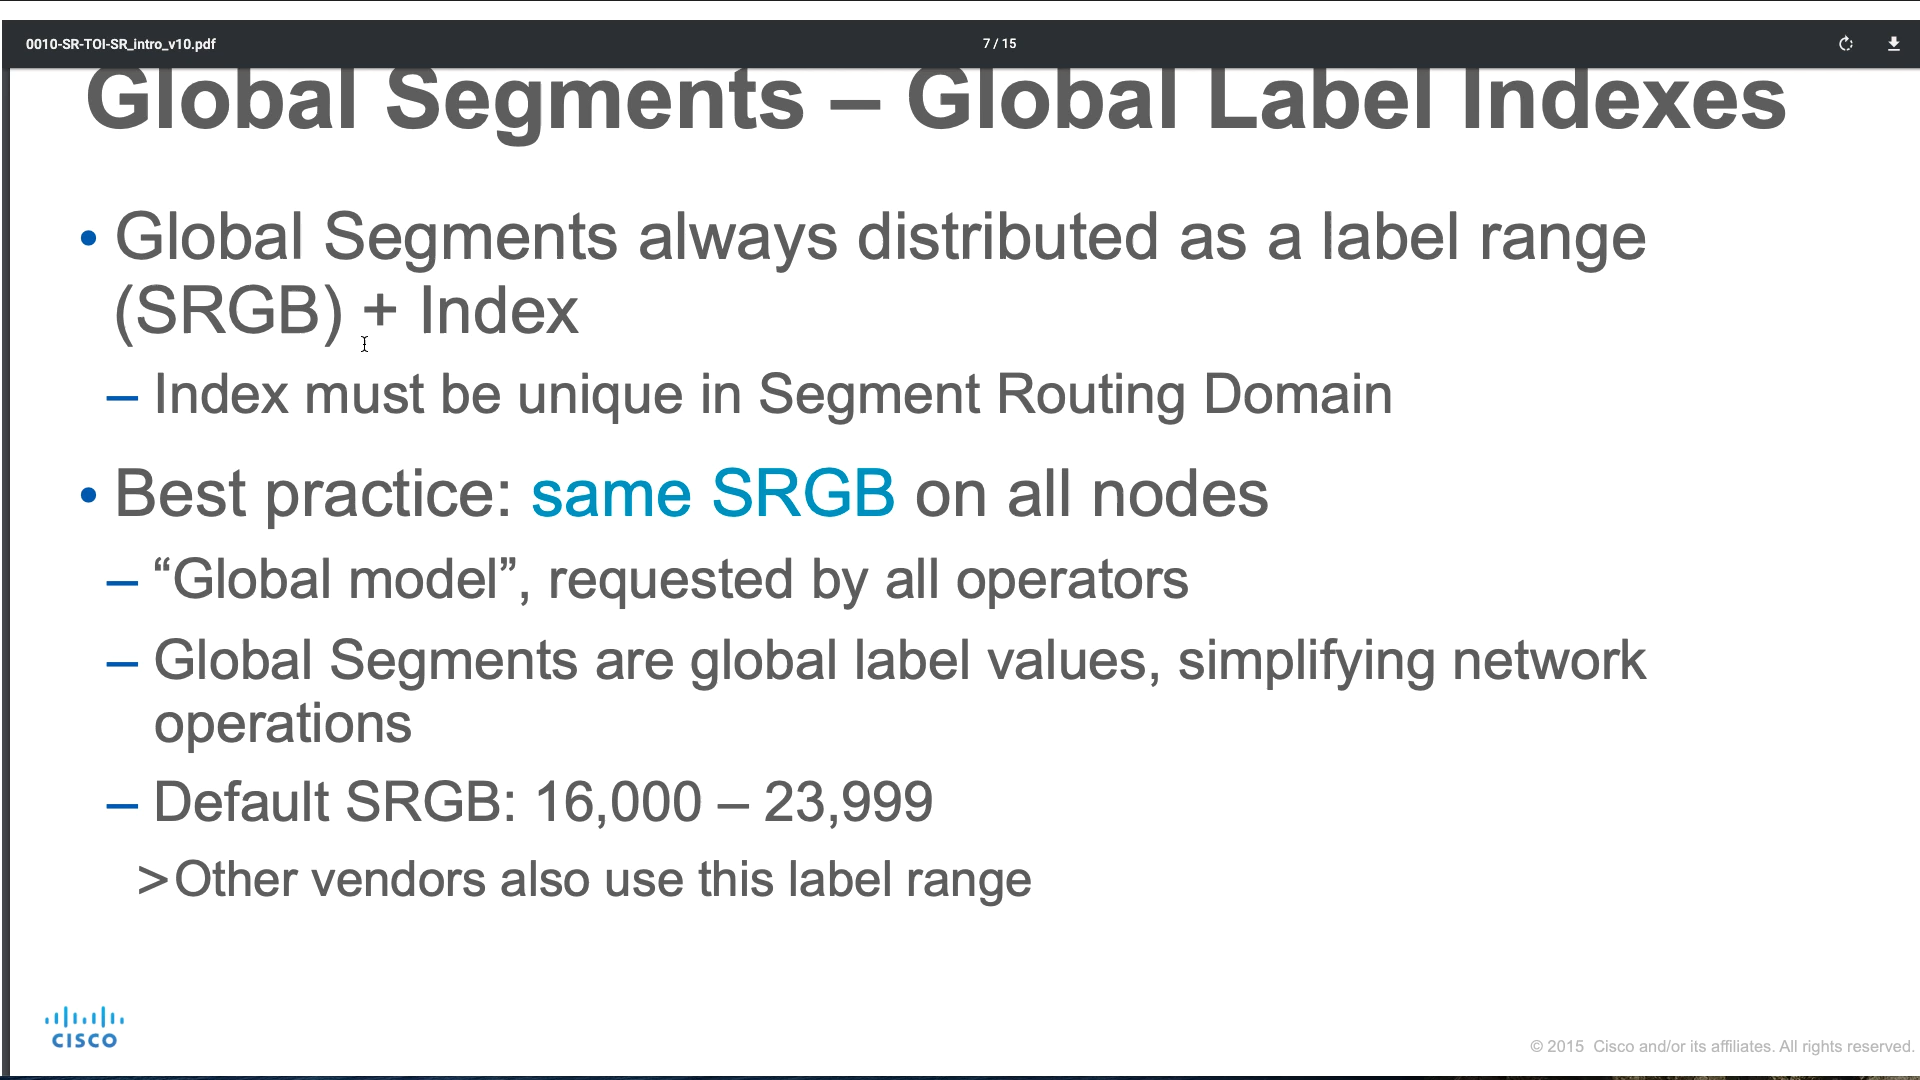 0010-SR-TOI-SR_intro_v10.pdf
7 / 15
Global Segments – Global Label Indexes
• Global Segments always distributed as a label range
(SRGB) + Index
– Index must be unique in Segment Routing Domain
• Best practice: same SRGB on all nodes
– “Global model”, requested by all operators
– Global Segments are global label values, simplifying network
operations
– Default SRGB: 16,000 – 23,999
>Other vendors also use this label range
CISCO
© 2015 Cisco and/or its affiliates. All rights reserved.